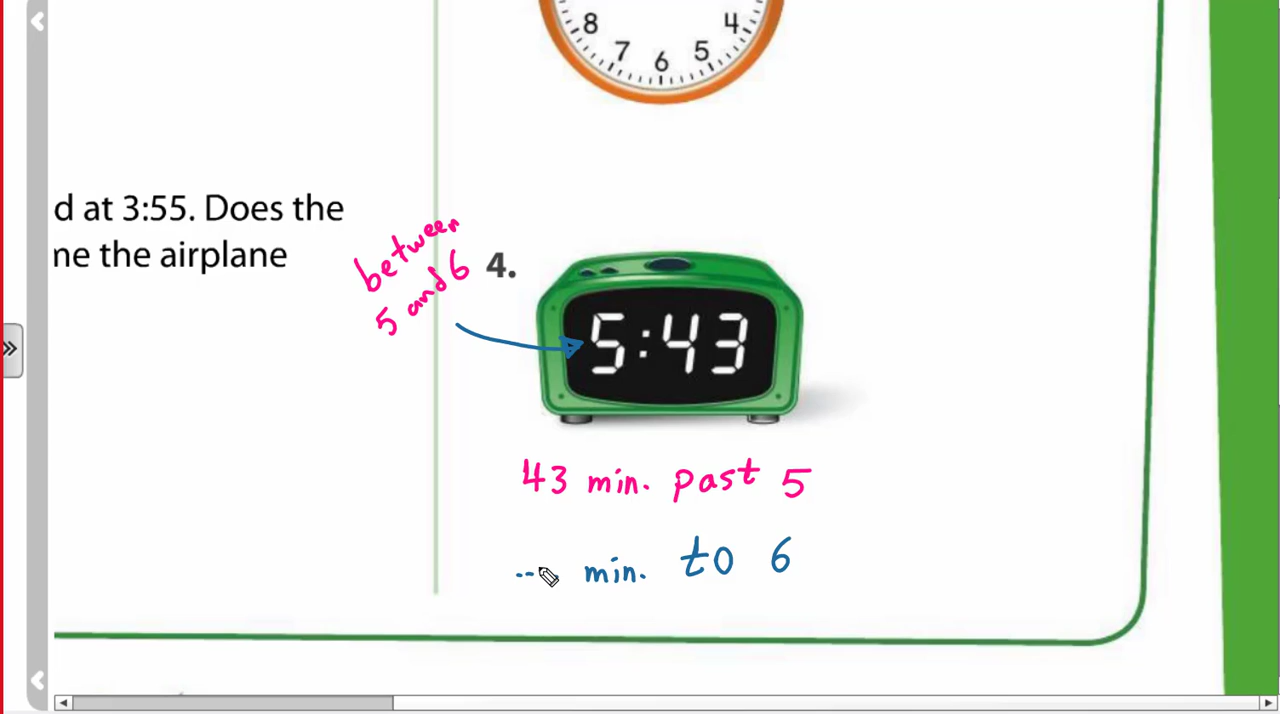 8 7 6 5 4
d at 3:55. Does the
me the airplane
between
5 and 6
4.
5:43
43 min. past 5
-- min. to 6